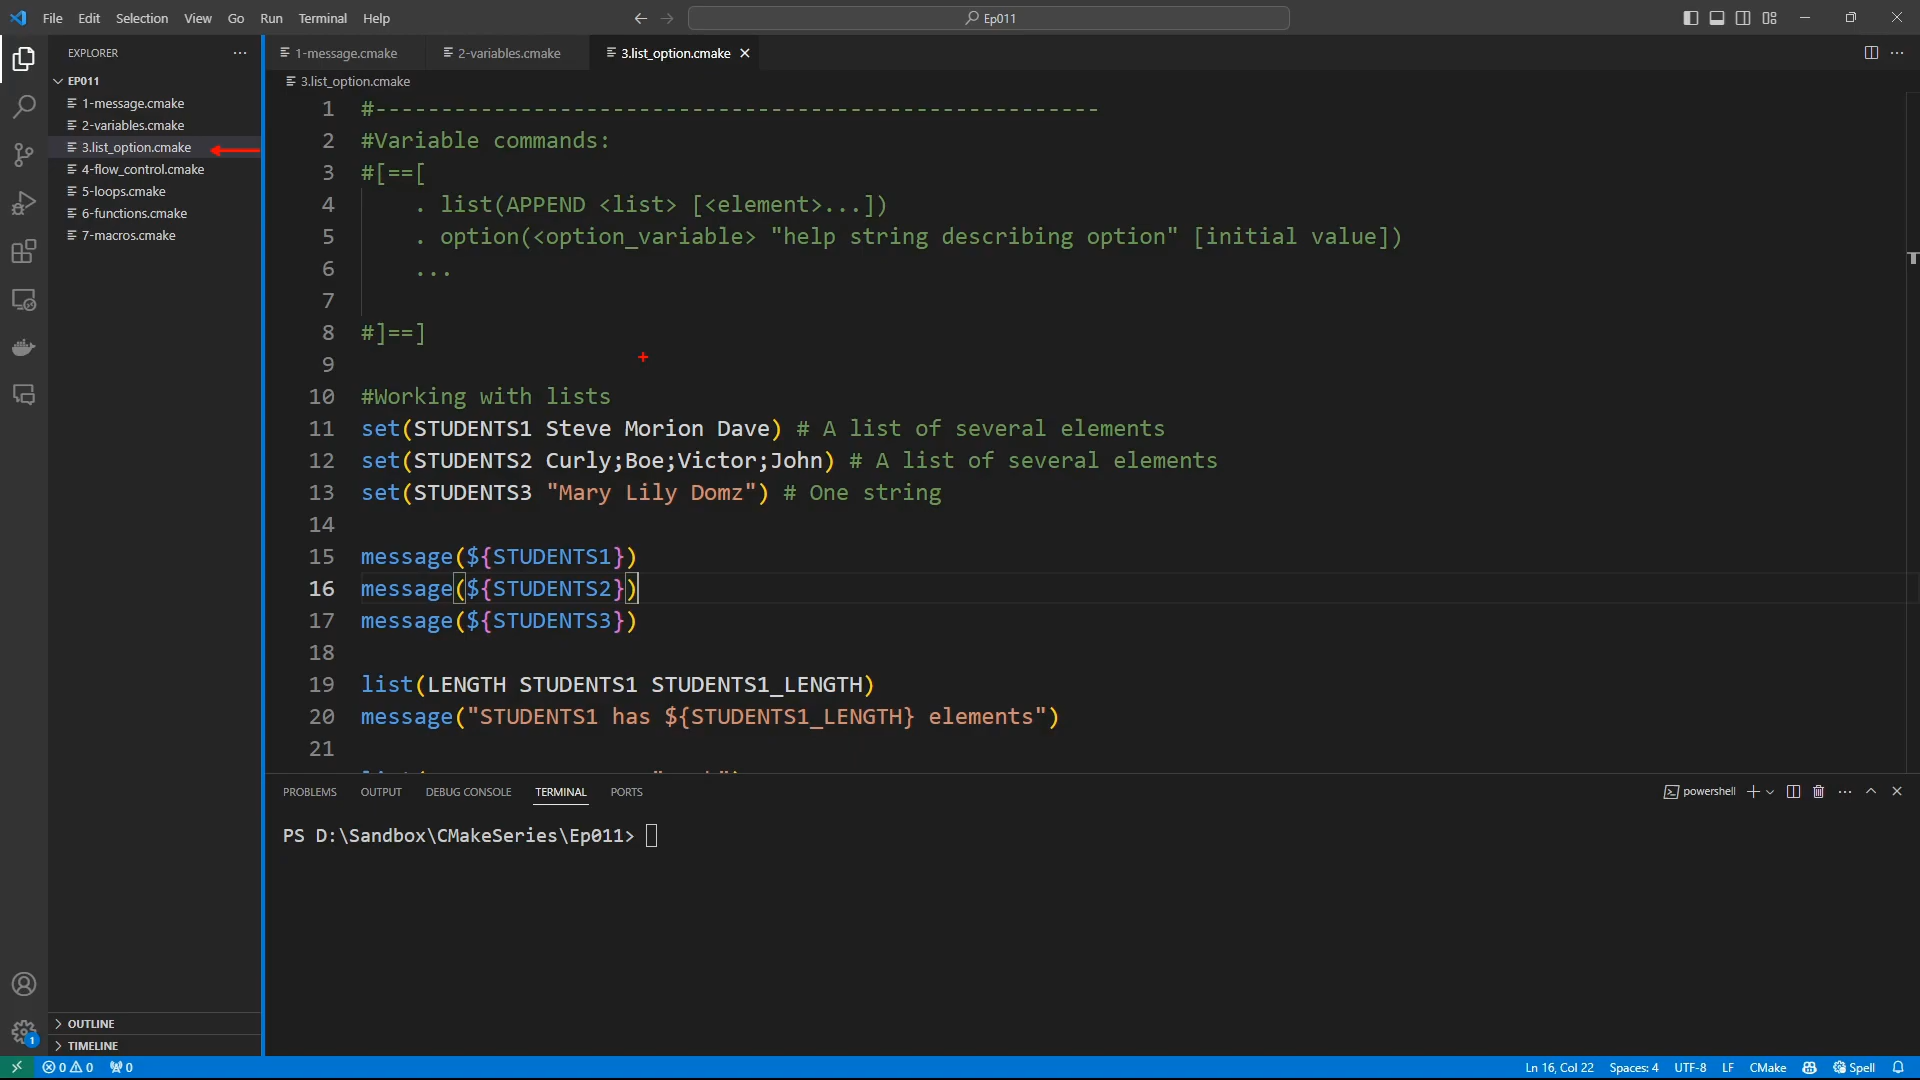 File Edit Selection View Go Run Terminal Help
Ep011
EXPLORER
EP011
1-message.cmake
2-variables.cmake
3.list_option.cmake
4-flow_control.cmake
5-loops.cmake
6-functions.cmake
7-macros.cmake
OUTLINE
TIMELINE
1-message.cmake 2-variables.cmake 3.list_option.cmake
3.list_option.cmake
1 #-------------------------------------------------------
2 #Variable commands:
3 #[==[
4 . list(APPEND <list> [<element>...])
5 . option(<option_variable> "help string describing option" [initial value])
6 ...
7
8 #]==]
9
10 #Working with lists
11 set(STUDENTS1 Steve Morion Dave) # A list of several elements
12 set(STUDENTS2 Curly;Boe;Victor;John) # A list of several elements
13 set(STUDENTS3 "Mary Lily Domz") # One string
14
15 message(${STUDENTS1})
16 message(${STUDENTS2})
17 message(${STUDENTS3})
18
19 list(LENGTH STUDENTS1 STUDENTS1_LENGTH)
20 message("STUDENTS1 has ${STUDENTS1_LENGTH} elements")
21
PROBLEMS OUTPUT DEBUG CONSOLE TERMINAL PORTS
powershell
PS D:\Sandbox\CMakeSeries\Ep011>
1
0 0 0
Ln 16, Col 22 Spaces: 4 UTF-8 LF CMake Spell